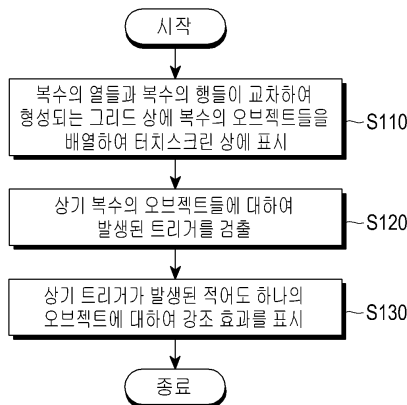 시작
복수의 열들과 복수의 행들이 교차하여
형성되는 그리드 상에 복수의 오브젝트들을
배열하여 터치스크린 상에 표시
S110
상기 복수의 오브젝트들에 대하여
발생된 트리거를 검출
S120
상기 트리거가 발생된 적어도 하나의
오브젝트에 대하여 강조 효과를 표시
S130
종료